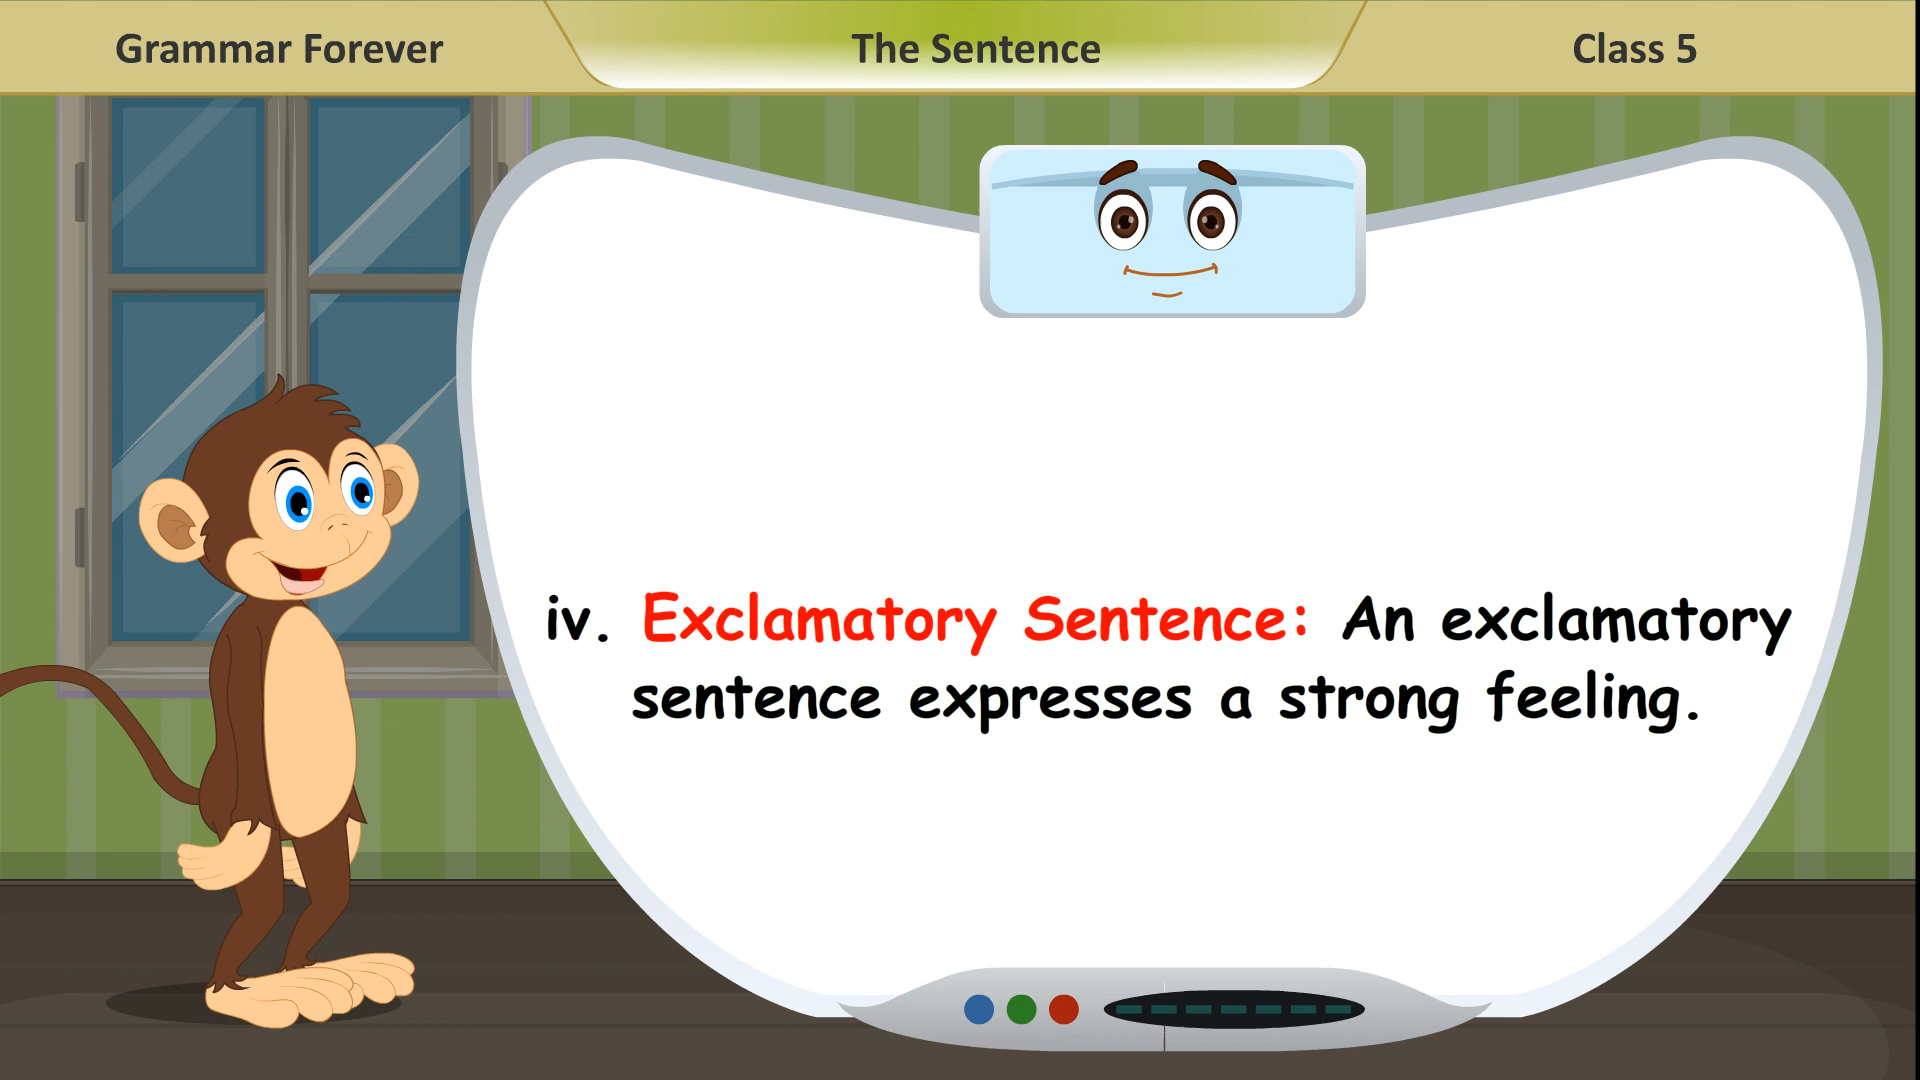 Grammar Forever
The Sentence
Class 5
iv. Exclamatory Sentence: An exclamatory
sentence expresses a strong feeling.